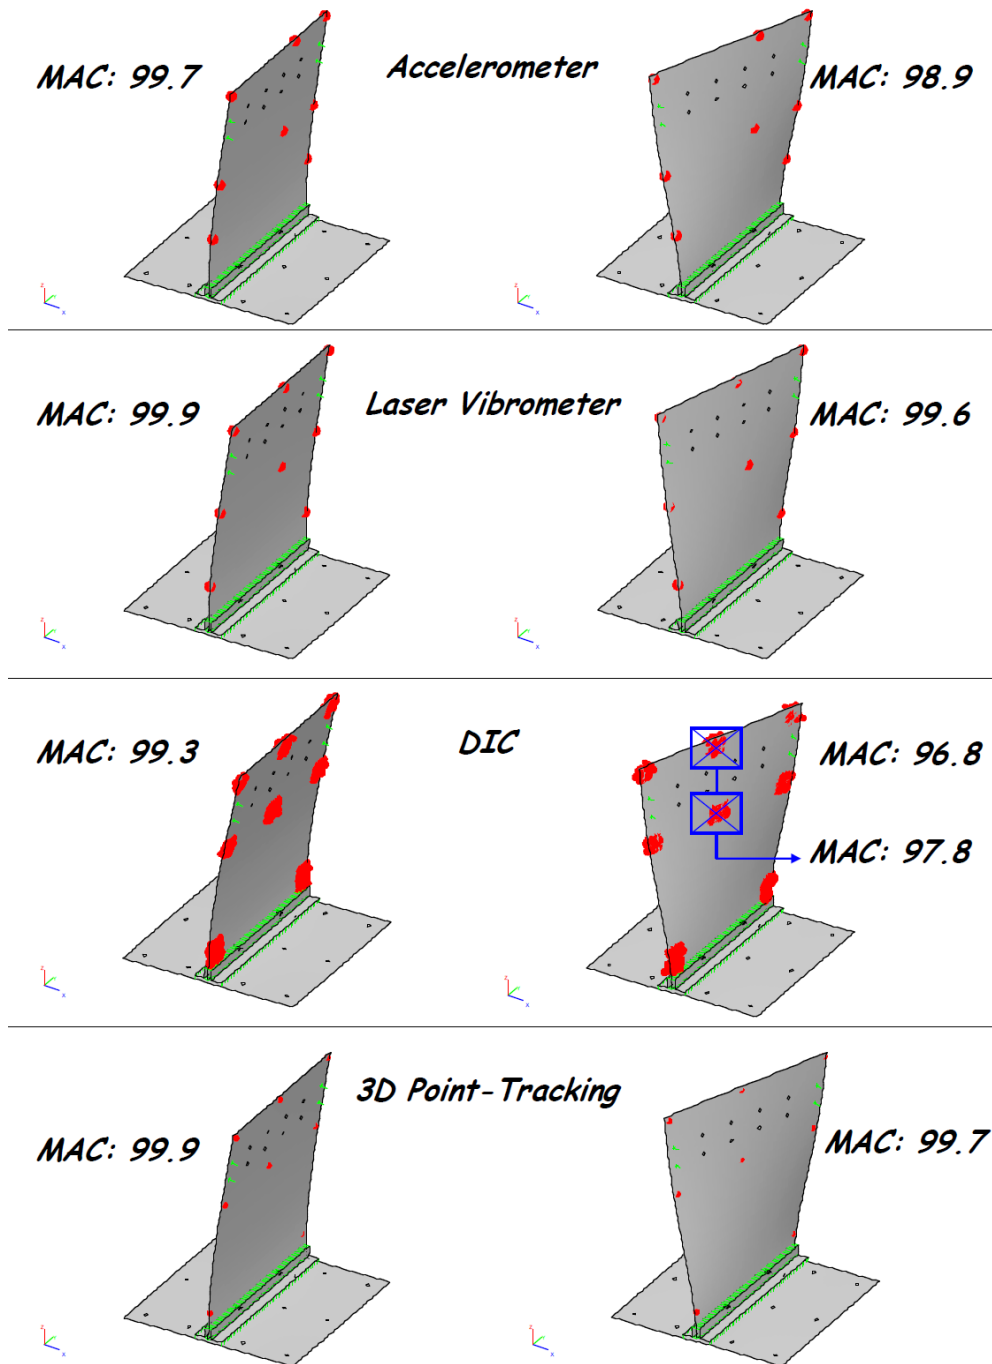 Accelerometer
MAC: 99.7
MAC: 98.9
Laser Vibrometer
MAC: 99.9
MAC: 99.6
DIC
MAC: 99.3
MAC: 96.8
MAC: 97.8
3D Point-Tracking
MAC: 99.9
MAC: 99.7